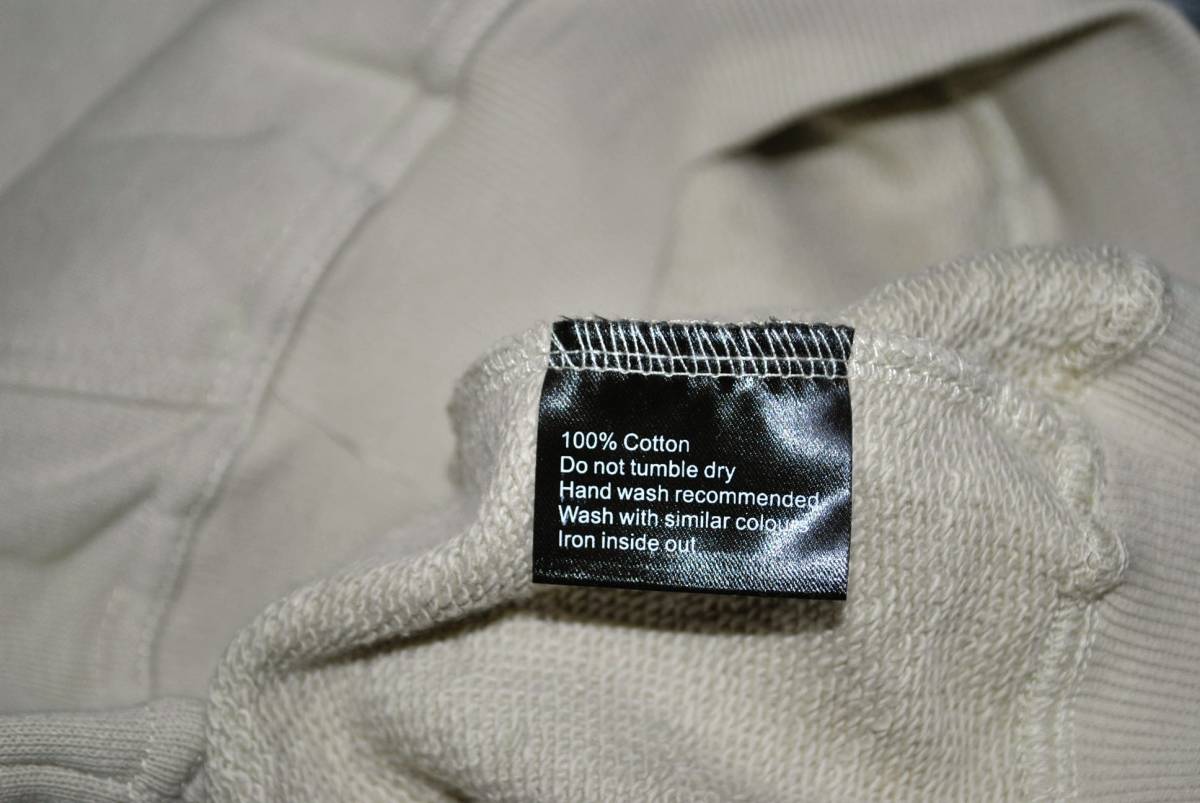 100% Cotton
Do not tumble dry
Hand wash recommended
Wash with similar colours
Iron inside out